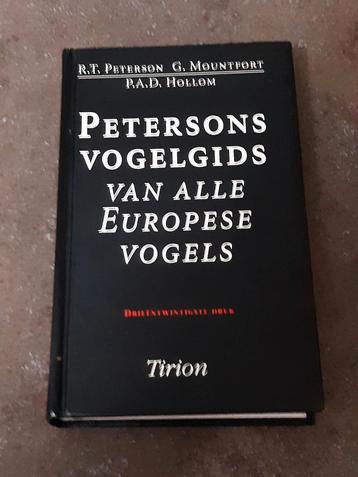 R.T. PETERSON G. MOUNTFORT
P.A.D. HOLLOM
PETERSONS
VOGELGIDS
VAN ALLE
EUROPESE
VOGELS
DRIEËNTWINTIGSTE DRUK
Tirion